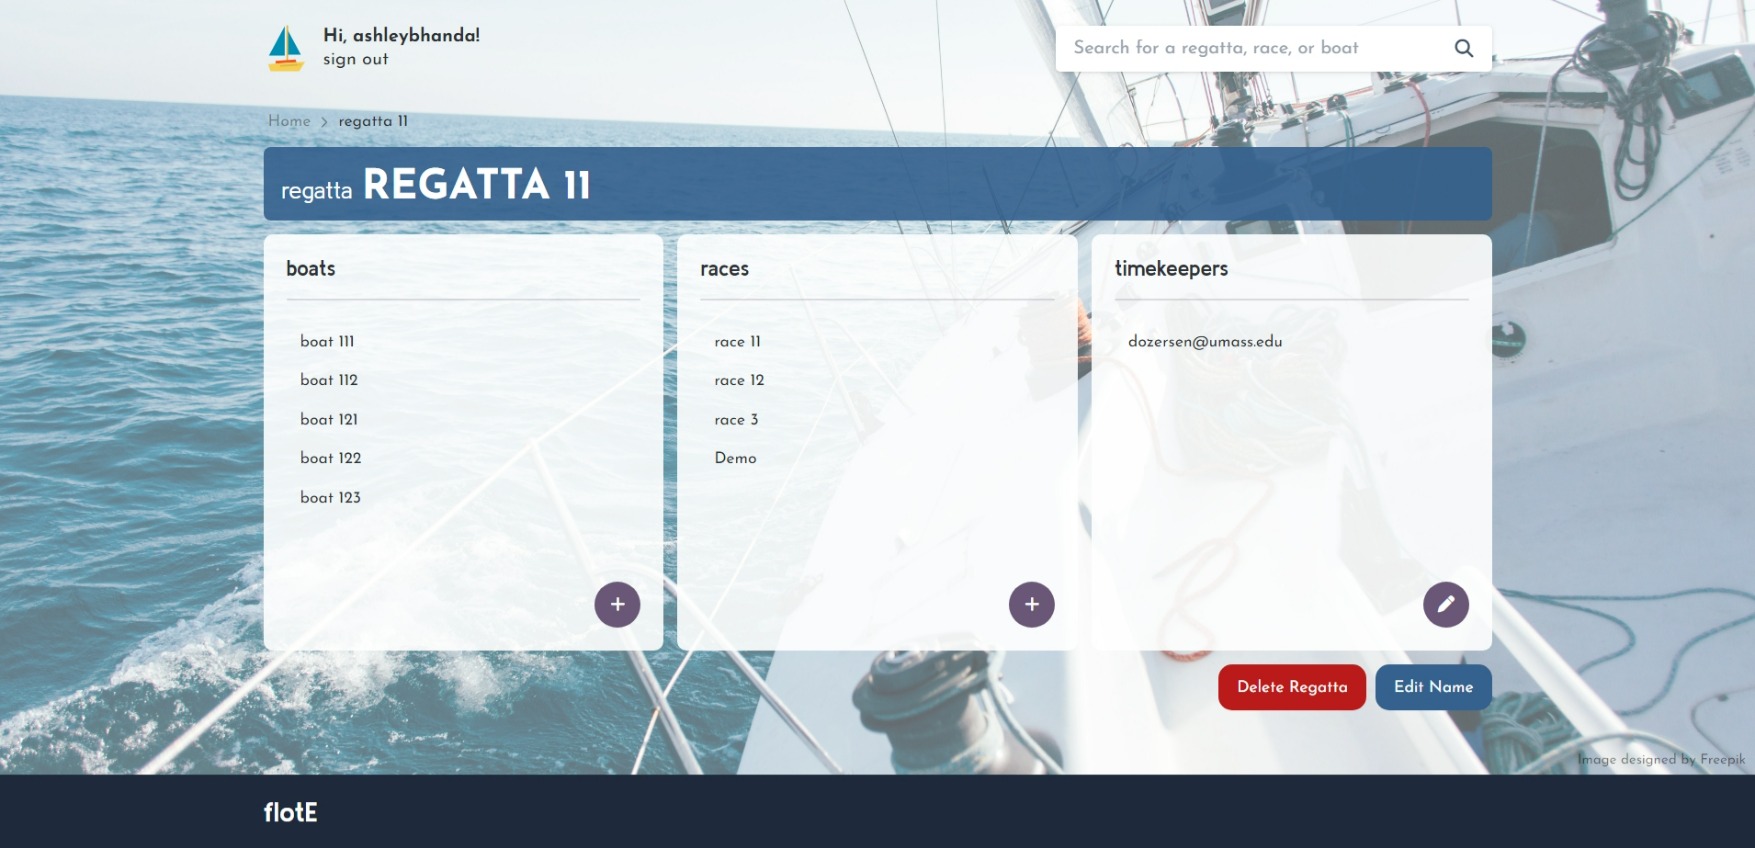 Hi, ashleybhanda!
sign out
Search for a regatta, race, or boat
Home > regatta 11
regatta REGATTA 11
boats
boat 111
boat 112
boat 121
boat 122
boat 123
races
race 11
race 12
race 3
Demo
timekeepers
dozersen@umass.edu
Delete Regatta
Edit Name
Image designed by Freepik
flotE